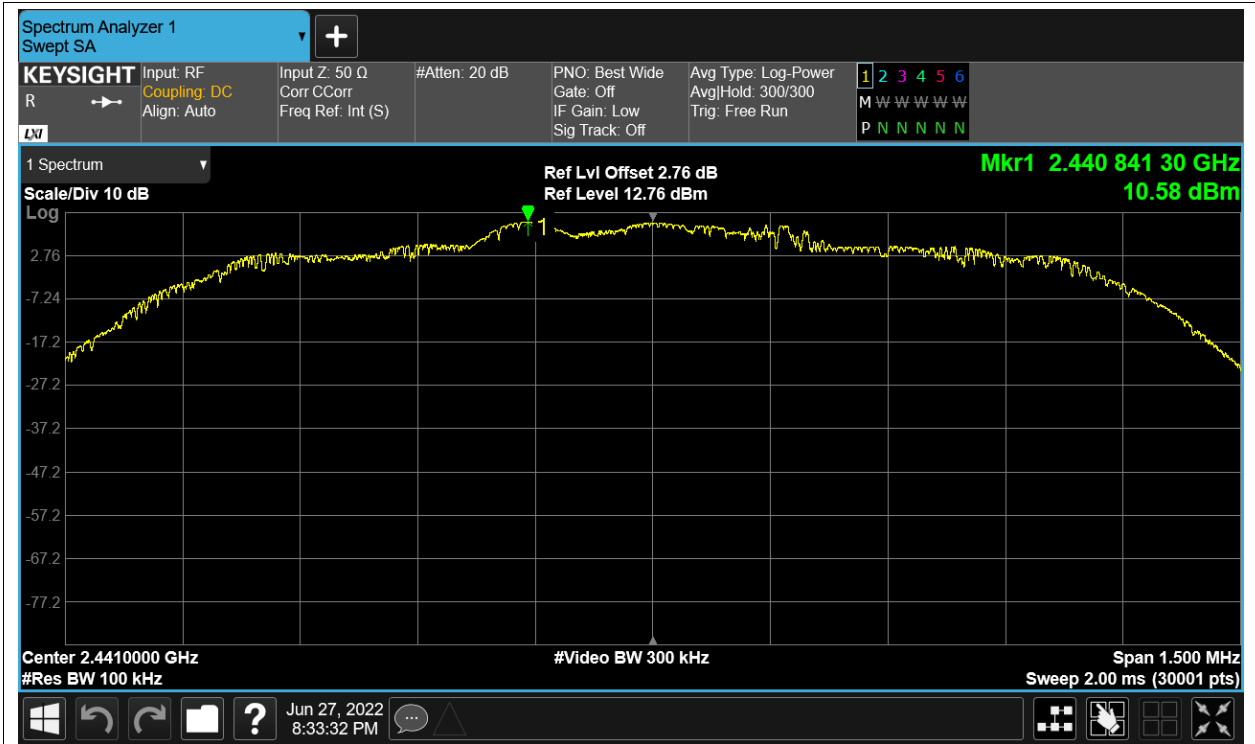 Spectrum Analyzer 1
Swept SA
+
KEYSIGHT
R
LXI
Input: RF
Coupling: DC
Align: Auto
Input Z: 50 Ω
Corr CCorr
Freq Ref: Int (S)
#Atten: 20 dB
PNO: Best Wide
Gate: Off
IF Gain: Low
Sig Track: Off
Avg Type: Log-Power
Avg|Hold: 300/300
Trig: Free Run
1 2 3 4 5 6
M W W W W W
P N N N N N
1 Spectrum
Scale/Div 10 dB
Log
Ref Lvl Offset 2.76 dB
Ref Level 12.76 dBm
Mkr1 2.440 841 30 GHz
10.58 dBm
1
2.76
-7.24
-17.2
-27.2
-37.2
-47.2
-57.2
-67.2
-77.2
Center 2.4410000 GHz
#Video BW 300 kHz
Span 1.500 MHz
#Res BW 100 kHz
Sweep 2.00 ms (30001 pts)
?
Jun 27, 2022
8:33:32 PM